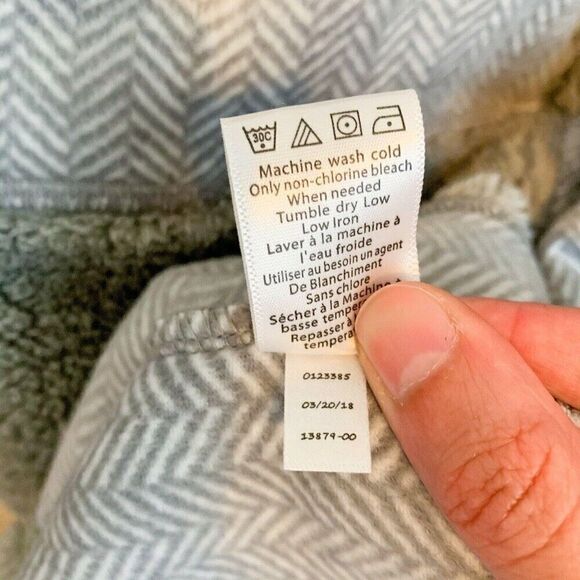 30C
Machine wash cold
Only non-chlorine bleach
When needed
Tumble dry Low
Low Iron
Laver à la machine à
l'eau froide
Utiliser au besoin un agent
De Blanchiment
Sans chlore
Sécher à la Machine
basse
Repasser à
0123385
03/20/18
13879-00